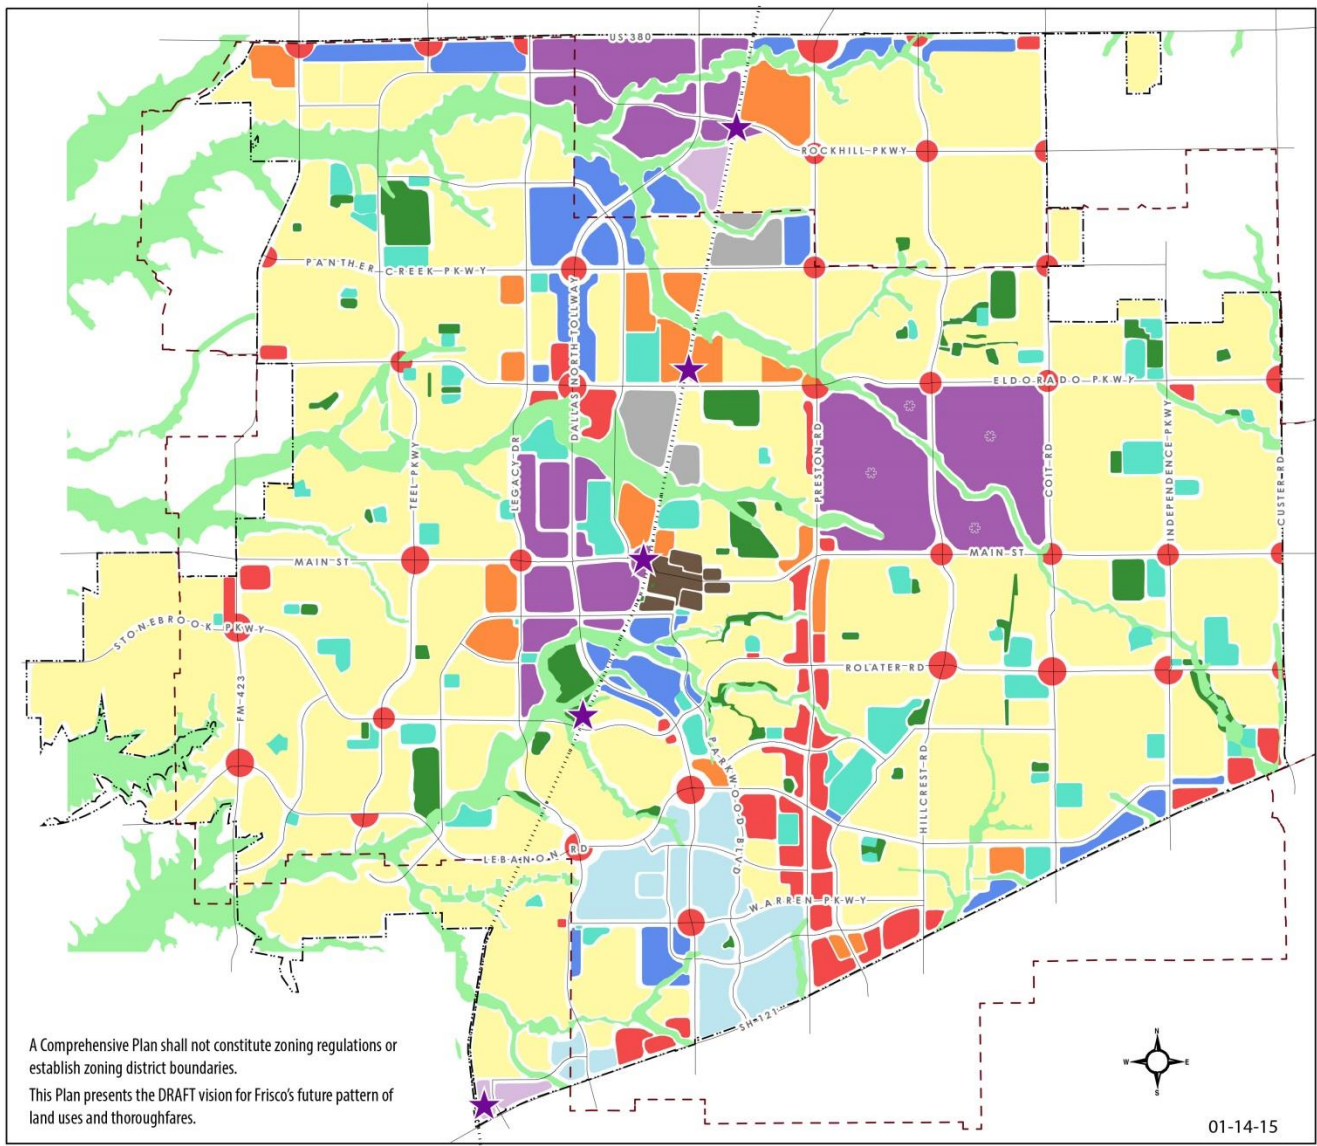 US 380
ROCKHILL PKWY
PANTHER CREEK PKWY
DALLAS NORTH TOLLWAY
ELDORADO PKWY
LEGACY DR
TEEL PKWY
PRESTON RD
COIT RD
INDEPENDENCE PKWY
CUSTER RD
MAIN ST
MAIN ST
STONEBROOK PKWY
ROLATER RD
FM 423
PARKWOOD BLVD
HILLCREST RD
LEBANON RD
WARREN PKWY
SH 121
A Comprehensive Plan shall not constitute zoning regulations or
establish zoning district boundaries.
This Plan presents the DRAFT vision for Frisco's future pattern of
land uses and thoroughfares.
N
W
E
S
01-14-15